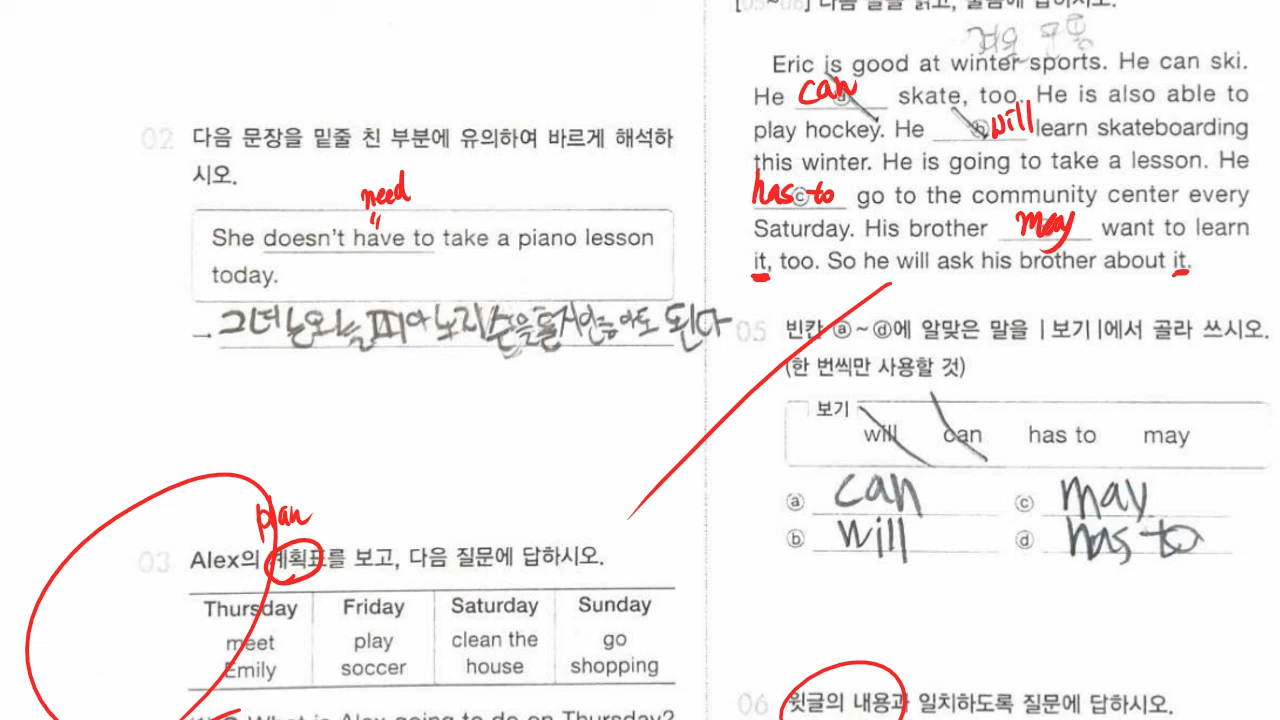 02 다음 문장을 밑줄 친 부분에 유의하여 바르게 해석하
시오.
need
She doesn't have to take a piano lesson
today.
→ 그녀는 오늘 피아노 리슨을 들지 안아도 된다
plan
03 Alex의 계획표를 보고, 다음 질문에 답하시오.
Thursday Friday Saturday Sunday
meet play clean the go
Emily soccer house shopping
What is Alex going to do on Thursday?
다음 글을 읽고, 물음에 답하시오.
겨울
Eric is good at winter sports. He can ski.
He can ⓐ skate, too. He is also able to
play hockey. He ⓑ will learn skateboarding
this winter. He is going to take a lesson. He
has ⓒ to go to the community center every
Saturday. His brother may want to learn
it, too. So he will ask his brother about it.
05 빈칸 ⓐ~ⓓ에 알맞은 말을 |보기|에서 골라 쓰시오.
(한 번씩만 사용할 것)
보기
will can has to may
ⓐ can ⓒ may
ⓑ will ⓓ has to
06 윗글의 내용과 일치하도록 질문에 답하시오.